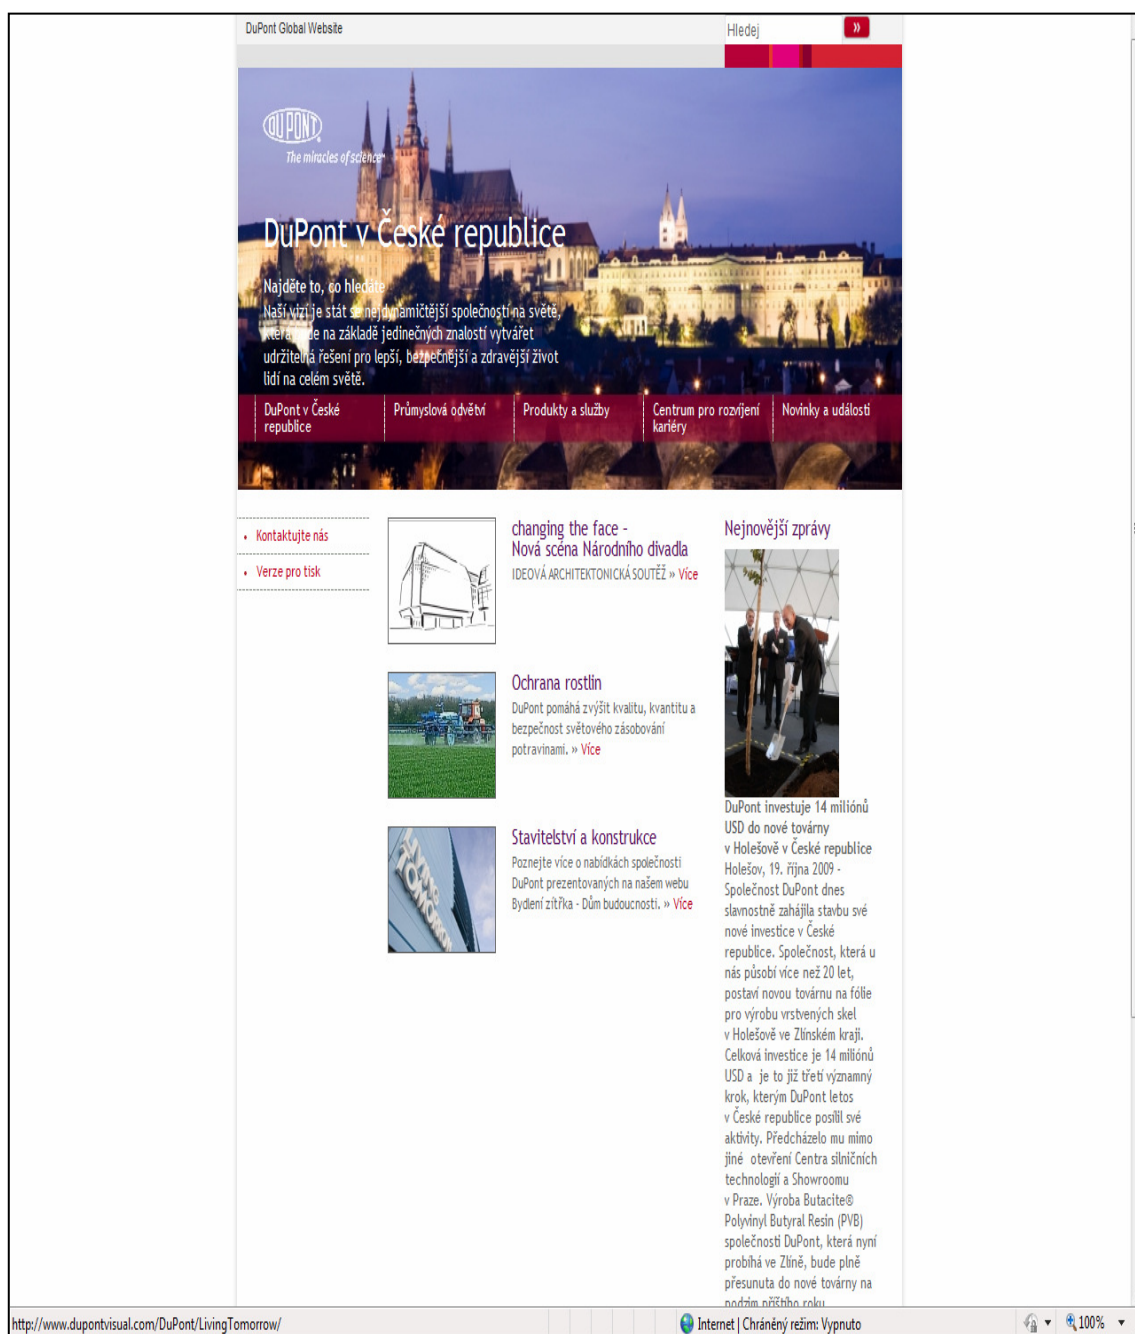 DuPont Global Website
Hledej
»
DU PONT
The miracles of science™
DuPont v České republice
Najděte to, co hledáte
Naší vizí je stát se nejdynamičtější společností na světě,
která bude na základě jedinečných znalostí vytvářet
udržitelná řešení pro lepší, bezpečnější a zdravější život
lidí na celém světě.
DuPont v České
republice
Průmyslová odvětví
Produkty a služby
Centrum pro rozvíjení
kariéry
Novinky a události
• Kontaktujte nás
• Verze pro tisk
changing the face -
Nová scéna Národního divadla
IDEOVÁ ARCHITEKTONICKÁ SOUTĚŽ » Více
Ochrana rostlin
DuPont pomáhá zvýšit kvalitu, kvantitu a
bezpečnost světového zásobování
potravinami. » Více
LIVING
TOMORROW
Stavitelství a konstrukce
Poznejte více o nabídkách společnosti
DuPont prezentovaných na našem webu
Bydlení zítřka - Dům budoucnosti. » Více
Nejnovější zprávy
DuPont investuje 14 miliónů
USD do nové továrny
v Holešově v České republice
Holešov, 19. října 2009 -
Společnost DuPont dnes
slavnostně zahájila stavbu své
nové investice v České
republice. Společnost, která u
nás působí více než 20 let,
postaví novou továrnu na fólie
pro výrobu vrstvených skel
v Holešově ve Zlínském kraji.
Celková investice je 14 miliónů
USD a je to již třetí významný
krok, kterým DuPont letos
v České republice posílil své
aktivity. Předcházelo mu mimo
jiné otevření Centra silničních
technologií a Showroomu
v Praze. Výroba Butacite®
Polyvinyl Butyral Resin (PVB)
společnosti DuPont, která nyní
probíhá ve Zlíně, bude plně
přesunuta do nové továrny na
podzim příštího roku
http://www.dupontvisual.com/DuPont/LivingTomorrow/
Internet | Chráněný režim: Vypnuto
100%